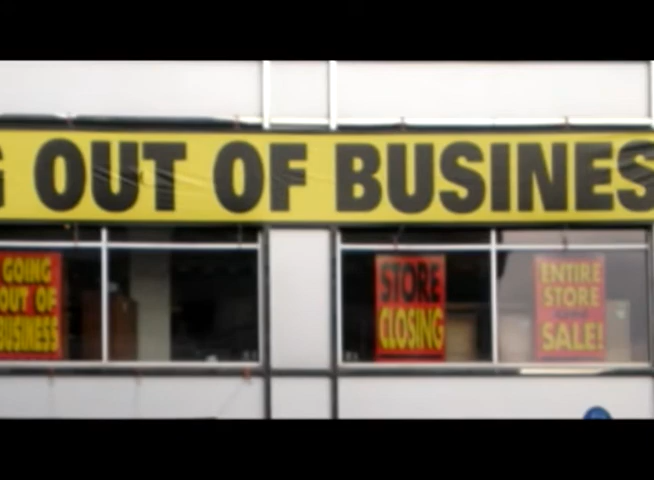 G OUT OF BUSINES
GOING
OUT OF
BUSINESS
STORE
CLOSING
ENTIRE
STORE
SALE!